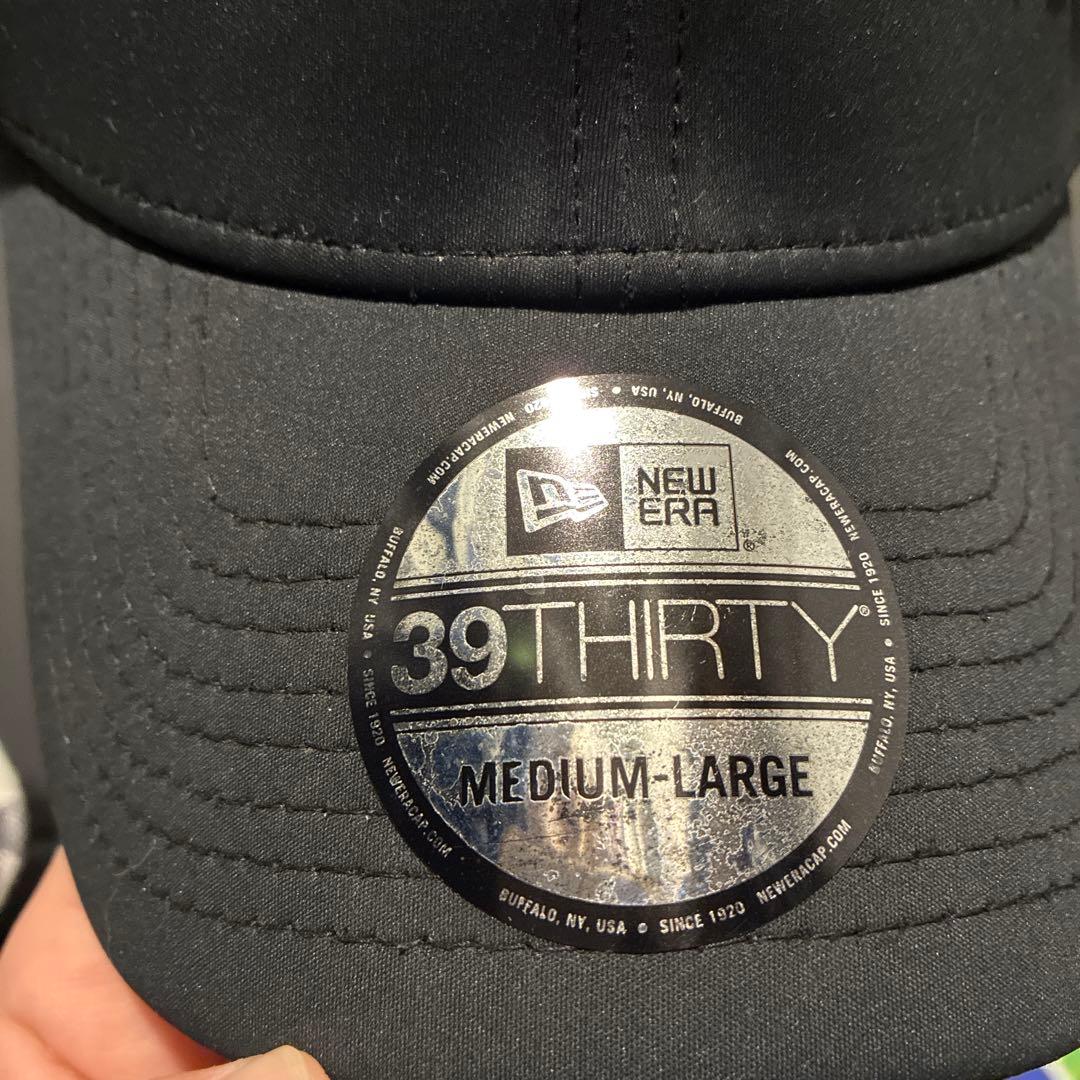 NEW
ERA
®
39THIRTY®
MEDIUM-LARGE
BUFFALO, NY, USA • SINCE 1920 NEWERACAP.COM
BUFFALO, NY, USA • SINCE 1920 NEWERACAP.COM
BUFFALO, NY, USA • 1920 NEWERACAP.COM
BUFFALO, NY USA • SINCE 1920 NEWERACAP.COM